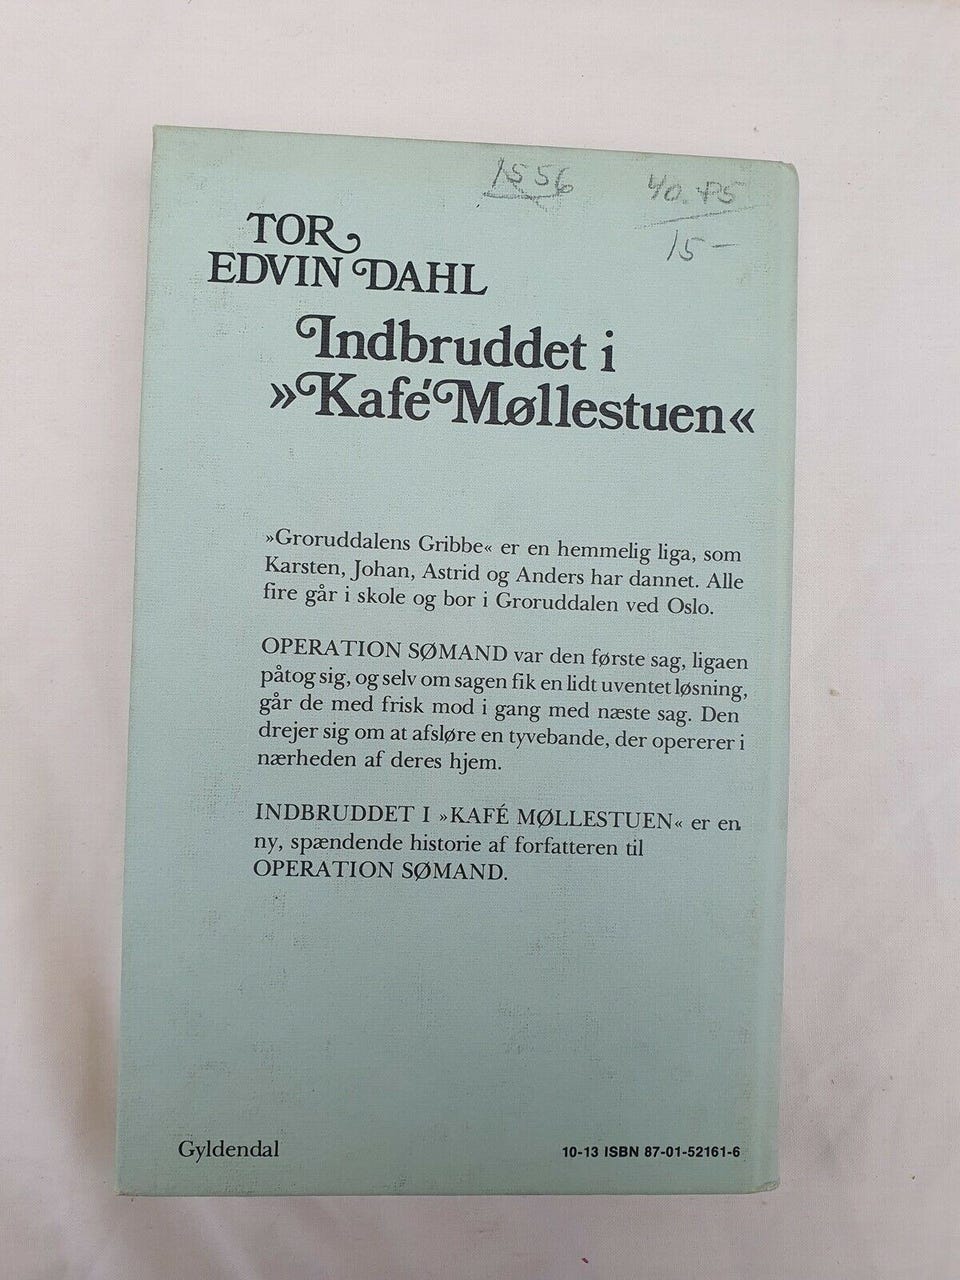 1556
40.75
15-
TOR
EDVIN DAHL
Indbruddet i
»Kafé Møllestuen«
»Groruddalens Gribbe« er en hemmelig liga, som
Karsten, Johan, Astrid og Anders har dannet. Alle
fire går i skole og bor i Groruddalen ved Oslo.
OPERATION SØMAND var den første sag, ligaen
påtog sig, og selv om sagen fik en lidt uventet løsning,
går de med frisk mod i gang med næste sag. Den
drejer sig om at afsløre en tyvebande, der opererer i
nærheden af deres hjem.
INDBRUDDET I »KAFÉ MØLLESTUEN« er en
ny, spændende historie af forfatteren til
OPERATION SØMAND.
Gyldendal
10-13 ISBN 87-01-52161-6